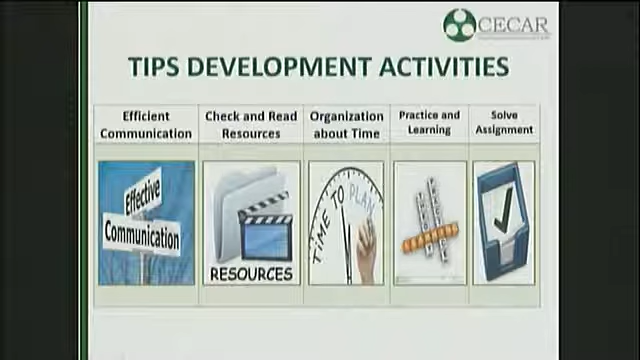 CECAR
TIPS DEVELOPMENT ACTIVITIES
Efficient
Communication
Check and Read
Resources
Organization
about Time
Practice and
Learning
Solve
Assignment
Effective
Communication
RESOURCES
TIME TO PLAN